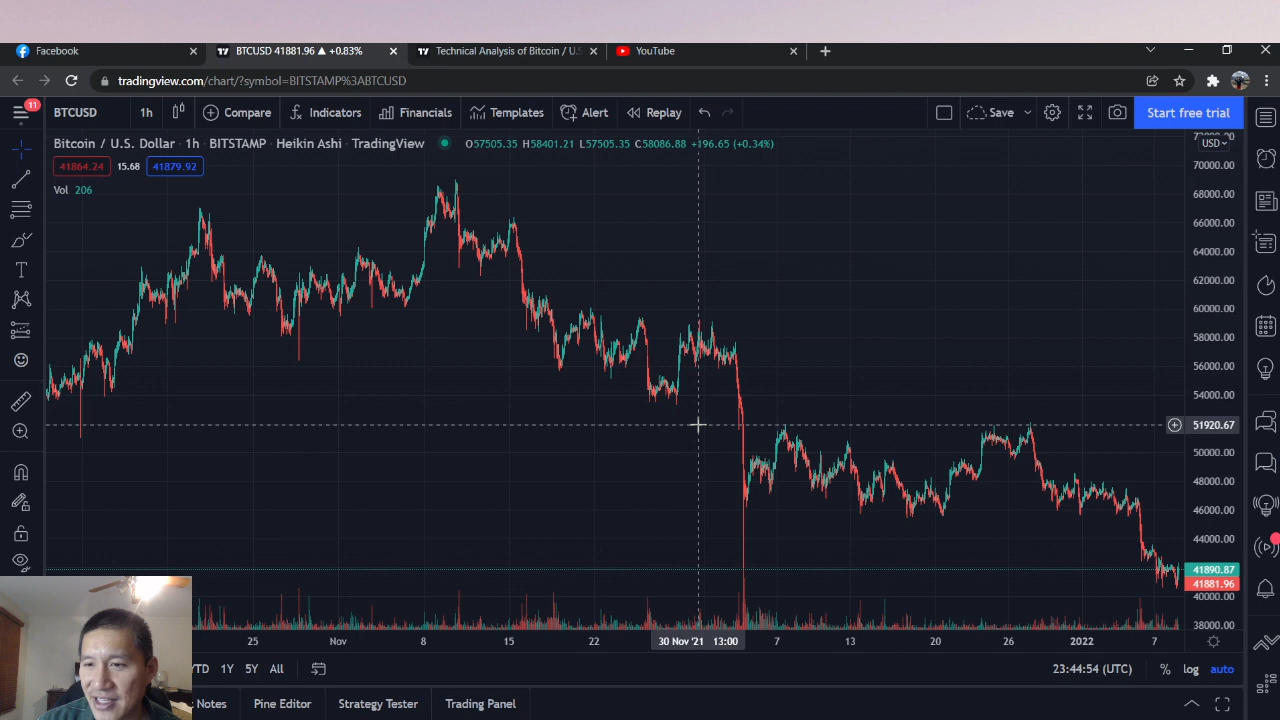 Facebook
BTCUSD 41881.96 ▲ +0.83%
Technical Analysis of Bitcoin / U.S
YouTube
tradingview.com/chart/?symbol=BITSTAMP%3ABTCUSD
11
BTCUSD
1h
Compare
Indicators
Financials
Templates
Alert
Replay
Save
Start free trial
Bitcoin / U.S. Dollar · 1h · BITSTAMP · Heikin Ashi · TradingView
O57505.35 H58401.21 L57505.35 C58086.88 +196.65 (+0.34%)
USD
41864.24 15.68 41879.92
Vol 206
72000.00
70000.00
68000.00
66000.00
64000.00
62000.00
60000.00
58000.00
56000.00
54000.00
51920.67
50000.00
48000.00
46000.00
44000.00
41890.87
41881.96
40000.00
38000.00
25 Nov 8 15 22 30 Nov '21 13:00 7 13 20 26 2022 7
YTD 1Y 5Y All
23:44:54 (UTC)
% log auto
Notes
Pine Editor
Strategy Tester
Trading Panel